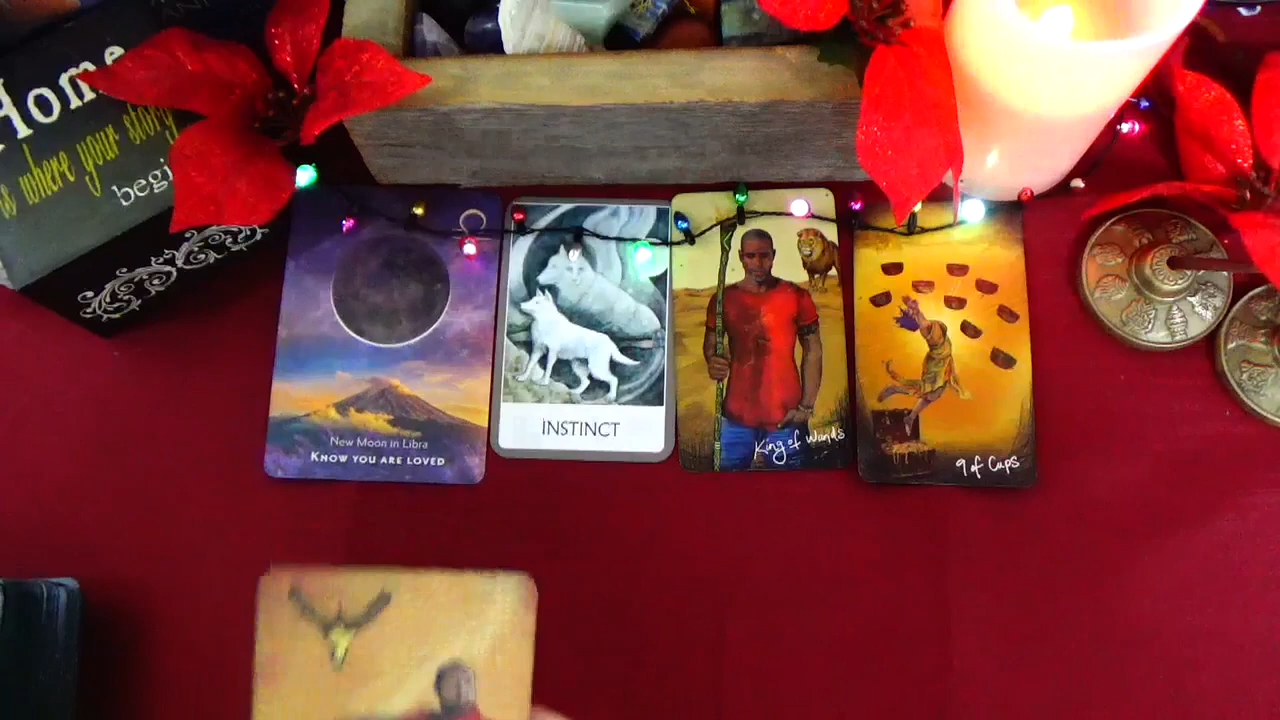 Home
is where your story
begi
New Moon in Libra
KNOW YOU ARE LOVED
INSTINCT
King of Wands
9 of Cups